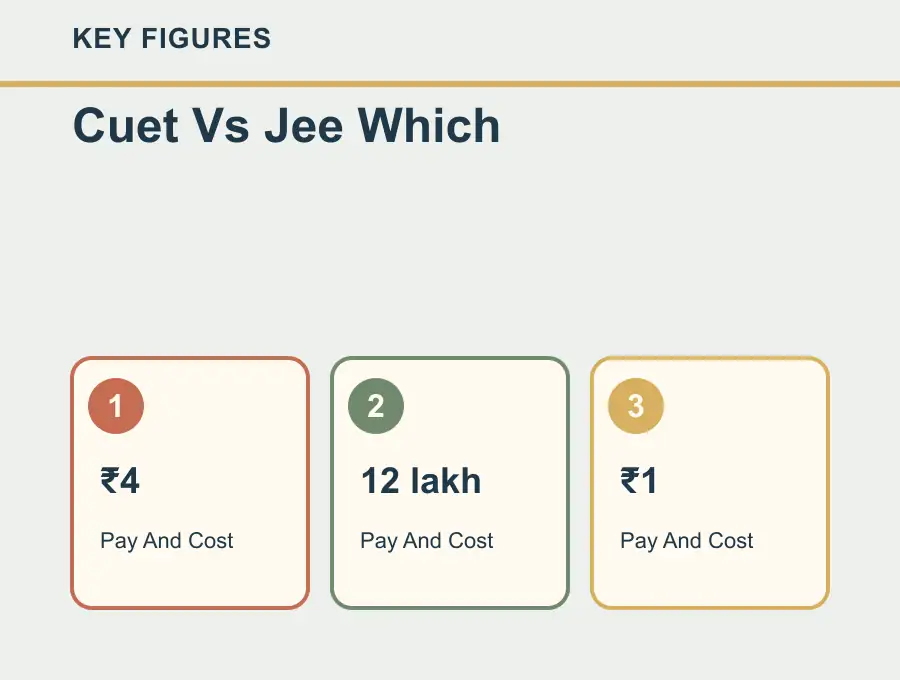 KEY FIGURES
Cuet Vs Jee Which
1
₹4
Pay And Cost
2
12 lakh
Pay And Cost
3
₹1
Pay And Cost